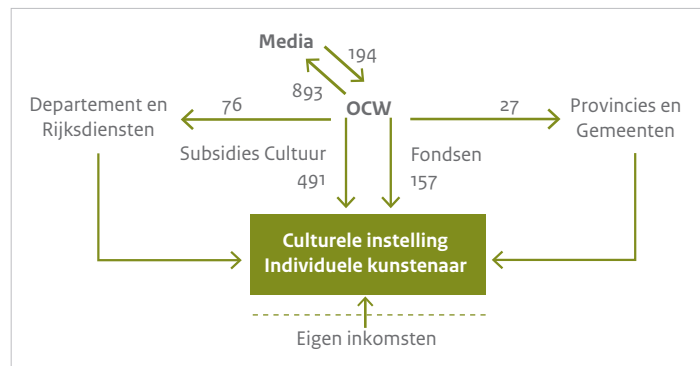 Media
194
893
Departement en
Rijksdiensten
76
OCW
27
Provincies en
Gemeenten
Subsidies Cultuur
491
Fondsen
157
Culturele instelling
Individuele kunstenaar
Eigen inkomsten